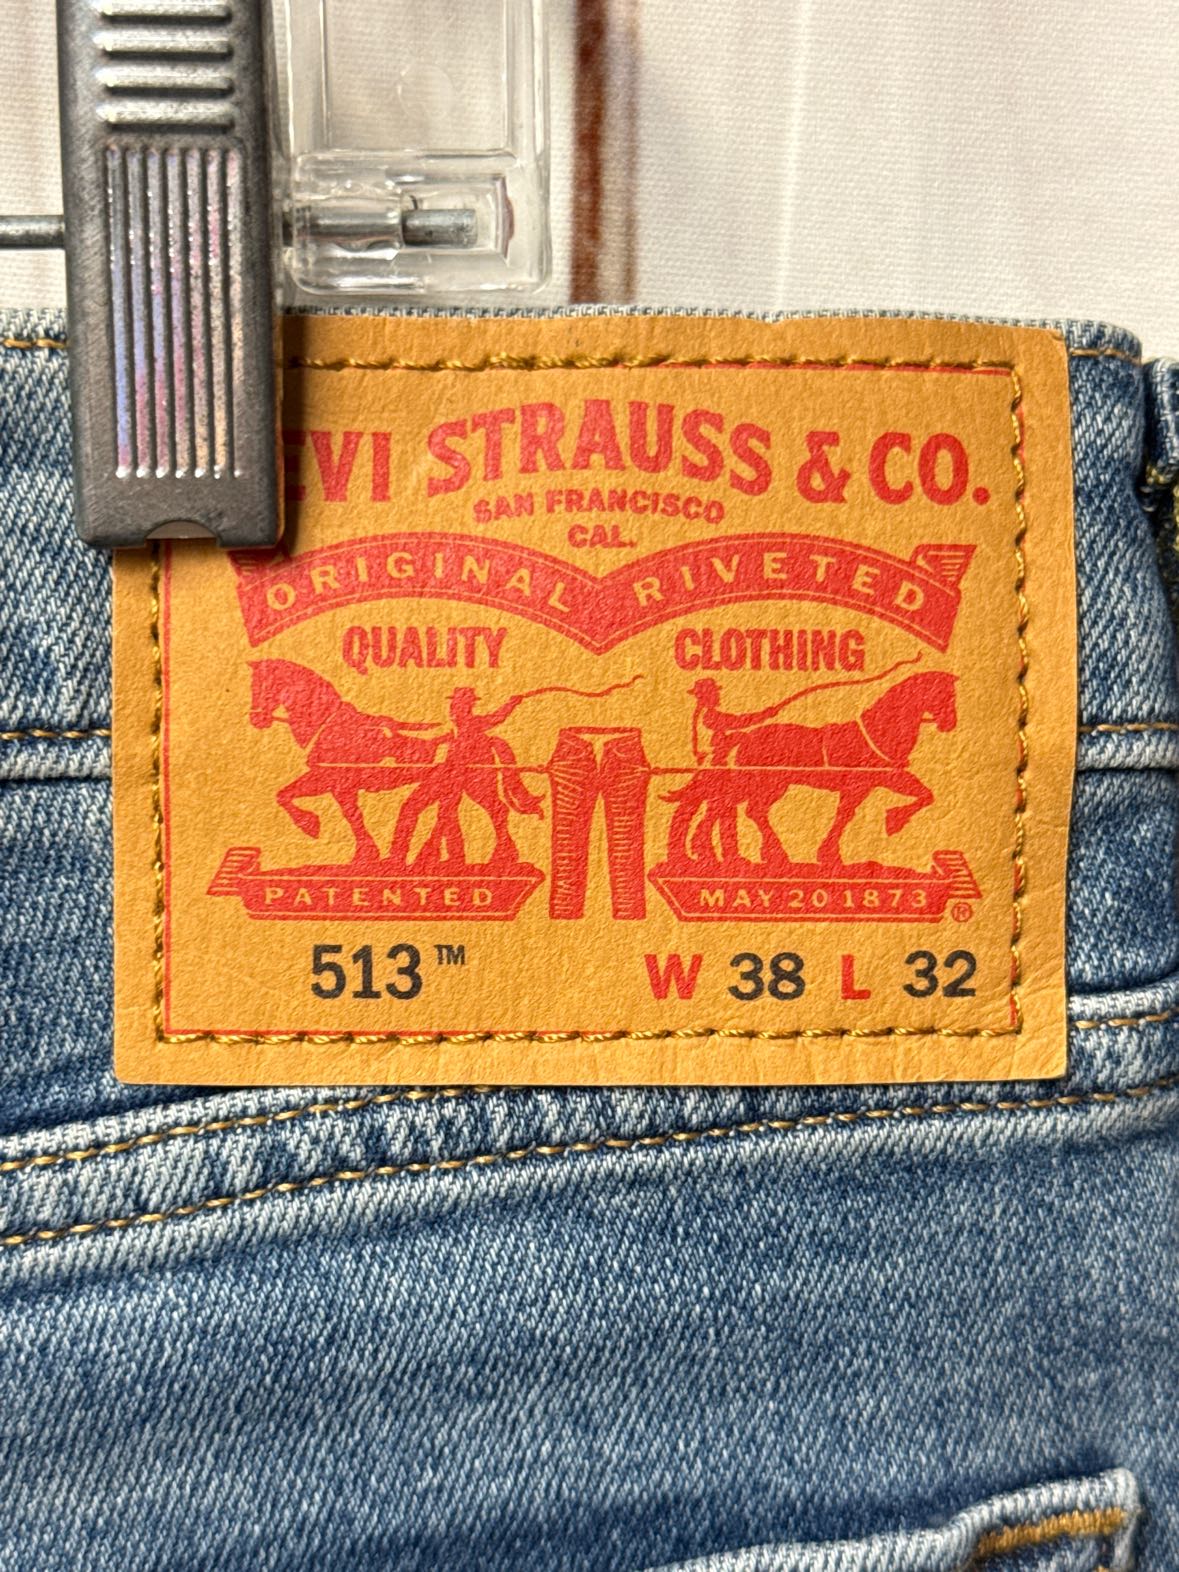 EVI STRAUSS & CO.
SAN FRANCISCO
CAL.
ORIGINAL RIVETED
QUALITY CLOTHING
PATENTED MAY 20 1873 ®
513™ W 38 L 32